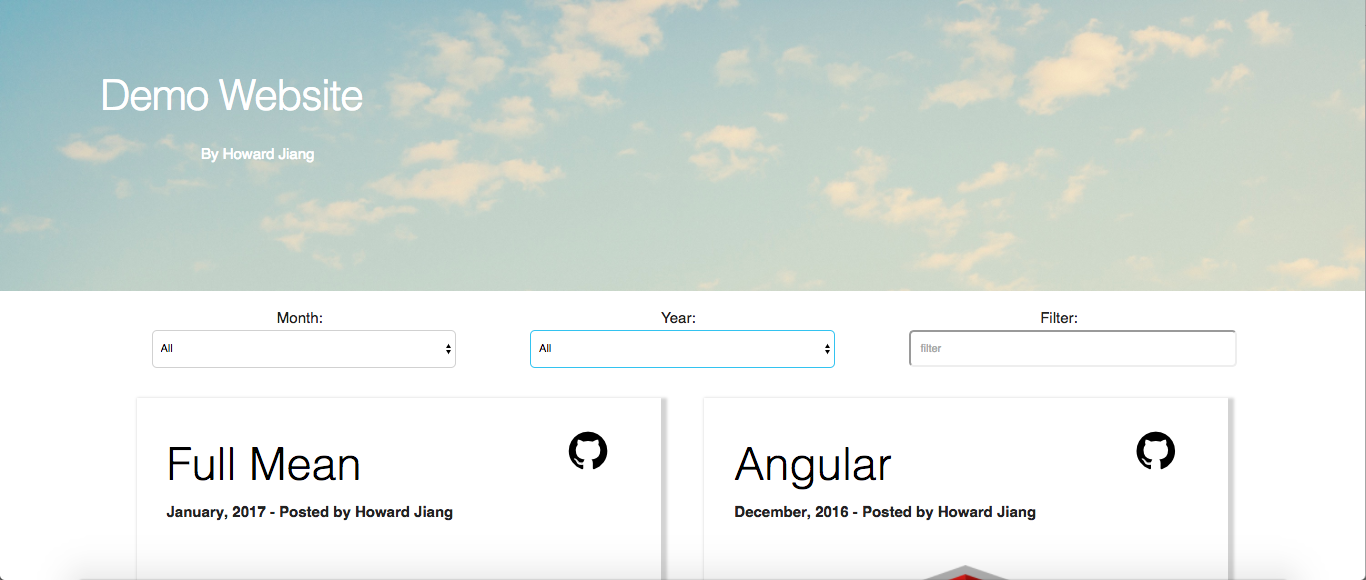 Demo Website
By Howard Jiang
Month:
Year:
Filter:
All
All
filter
Full Mean
January, 2017 - Posted by Howard Jiang
Angular
December, 2016 - Posted by Howard Jiang